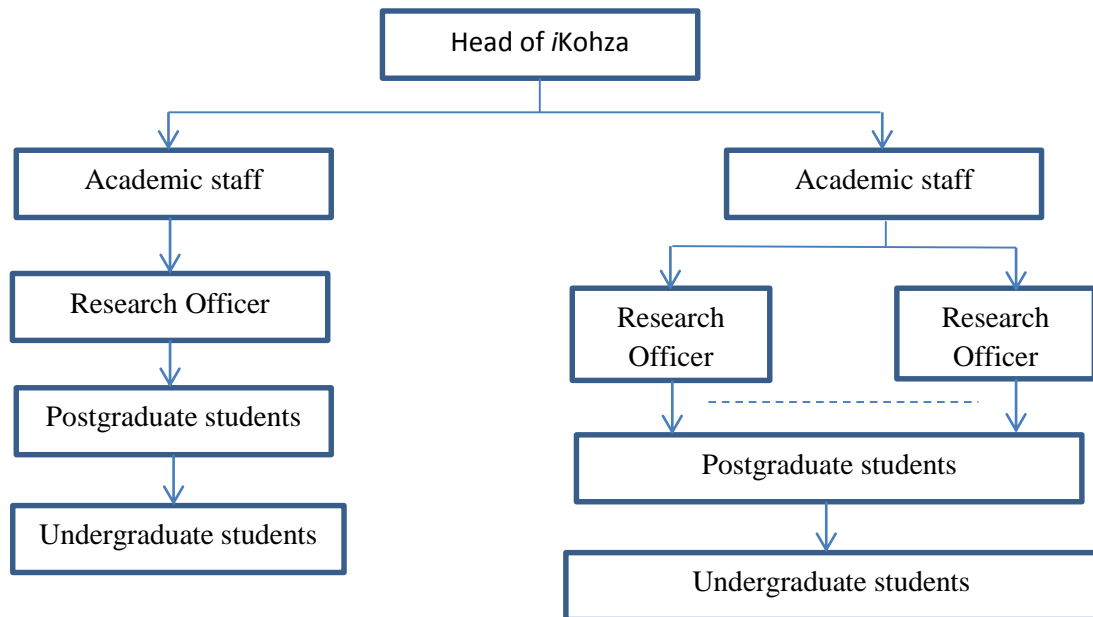 Head of iKohza
Academic staff
Academic staff
Research Officer
Research
Officer
Research
Officer
Postgraduate students
Postgraduate students
Undergraduate students
Undergraduate students